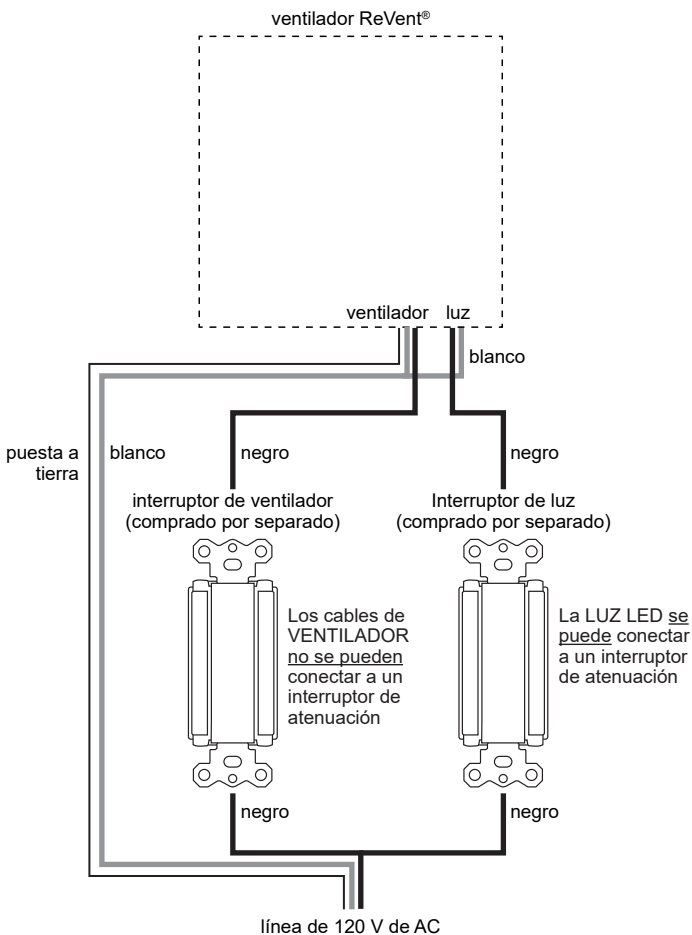 ventilador ReVent®
ventilador luz
blanco
puesta a
tierra
blanco
negro
negro
interruptor de ventilador
(comprado por separado)
Interruptor de luz
(comprado por separado)
Los cables de
VENTILADOR
no se pueden
conectar a un
interruptor de
atenuación
La LUZ LED se
puede conectar
a un interruptor
de atenuación
negro
negro
línea de 120 V de AC